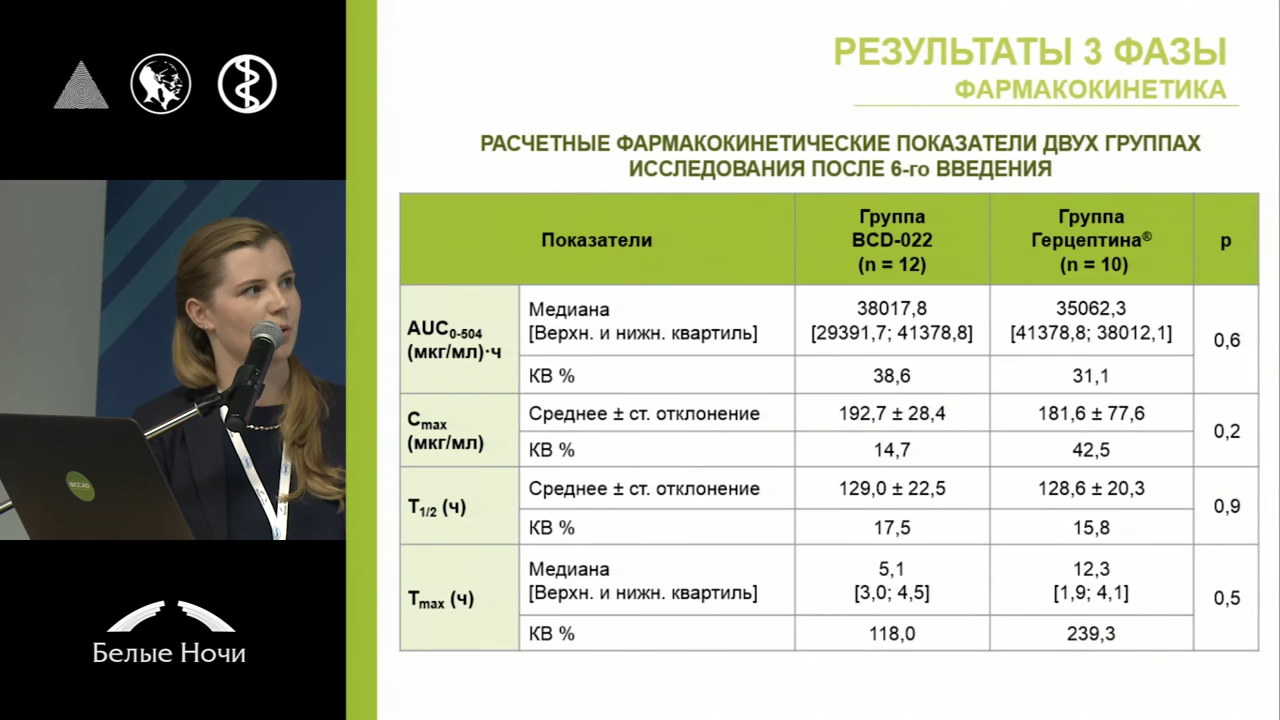 РЕЗУЛЬТАТЫ 3 ФАЗЫ
ФАРМАКОКИНЕТИКА
РАСЧЕТНЫЕ ФАРМАКОКИНЕТИЧЕСКИЕ ПОКАЗАТЕЛИ ДВУХ ГРУППАХ
ИССЛЕДОВАНИЯ ПОСЛЕ 6-го ВВЕДЕНИЯ
Показатели
Группа
BCD-022
(n = 12)
Группа
Герцептина®
(n = 10)
p
AUC0-504
(мкг/мл)·ч
Медиана
[Верхн. и нижн. квартиль]
38017,8
[29391,7; 41378,8]
35062,3
[41378,8; 38012,1]
0,6
КВ %
38,6
31,1
Cmax
(мкг/мл)
Среднее ± ст. отклонение
192,7 ± 28,4
181,6 ± 77,6
0,2
КВ %
14,7
42,5
T1/2 (ч)
Среднее ± ст. отклонение
129,0 ± 22,5
128,6 ± 20,3
0,9
КВ %
17,5
15,8
Tmax (ч)
Медиана
[Верхн. и нижн. квартиль]
5,1
[3,0; 4,5]
12,3
[1,9; 4,1]
0,5
КВ %
118,0
239,3
BIOCAD
Белые Ночи